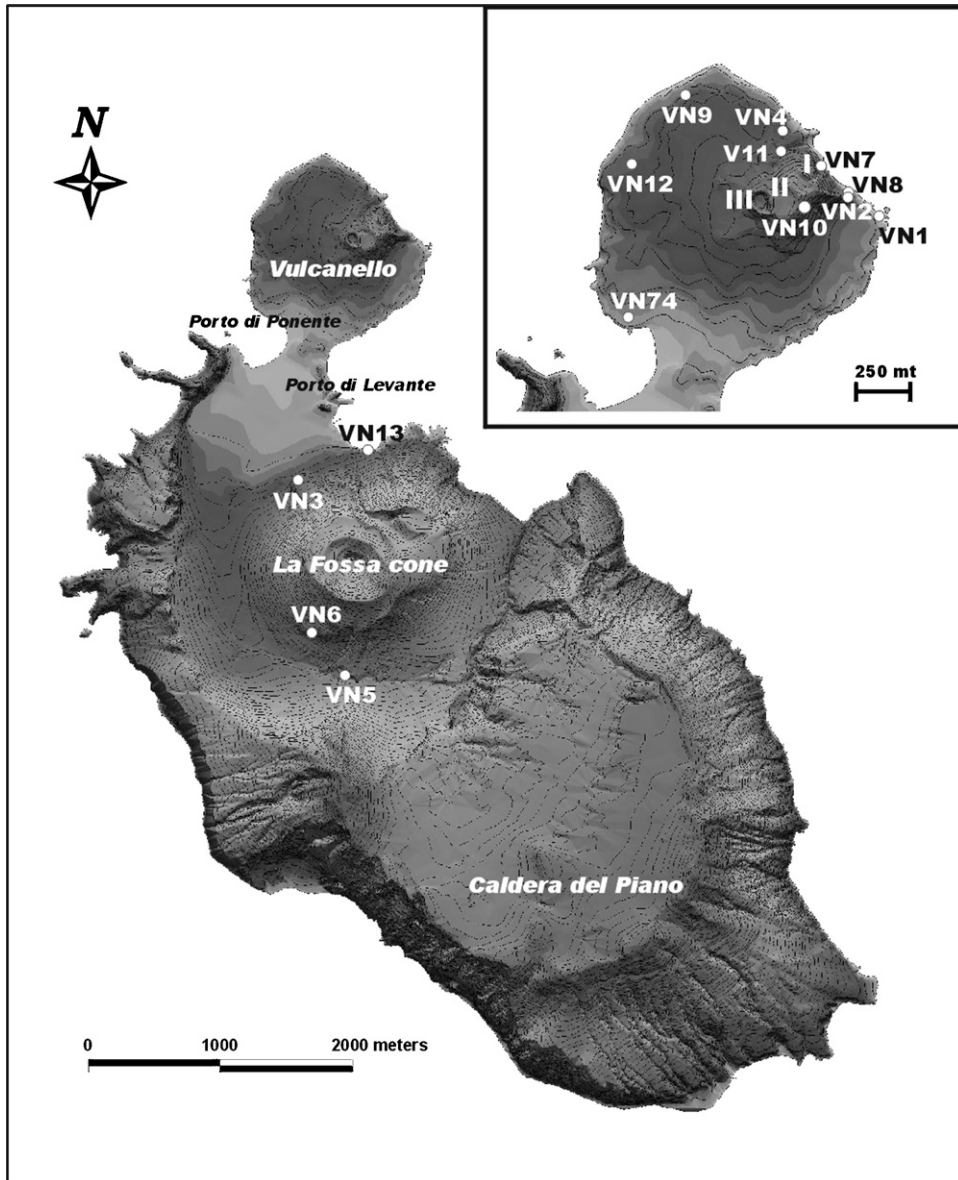 N
VN9
VN4
V11
I
VN7
VN12
II
VN8
III
VN2
VN10
VN1
VN74
250 mt
Vulcanello
Porto di Ponente
Porto di Levante
VN13
VN3
La Fossa cone
VN6
VN5
Caldera del Piano
0 1000 2000 meters